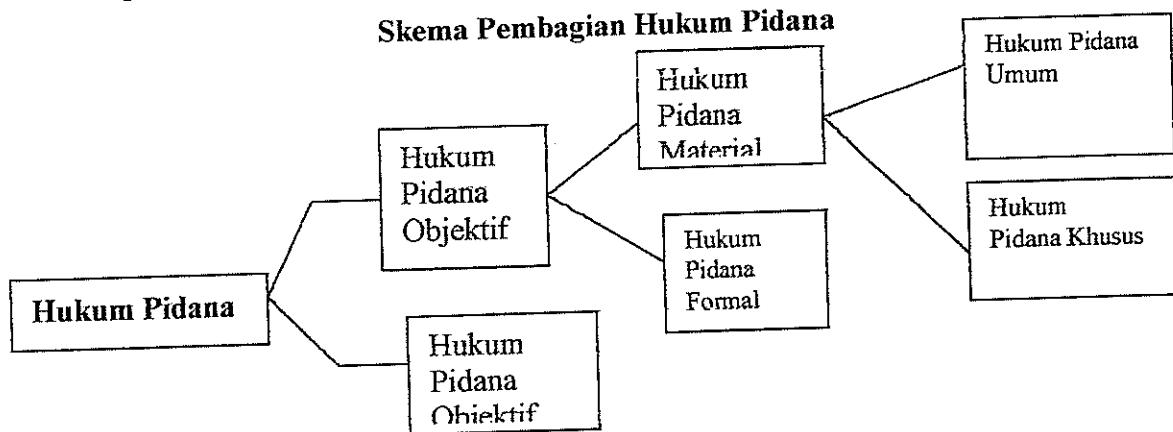 Skema Pembagian Hukum Pidana
Hukum Pidana
Hukum
Pidana
Objektif
Hukum
Pidana
Objektif
Hukum
Pidana
Material
Hukum
Pidana
Formal
Hukum Pidana
Umum
Hukum
Pidana Khusus